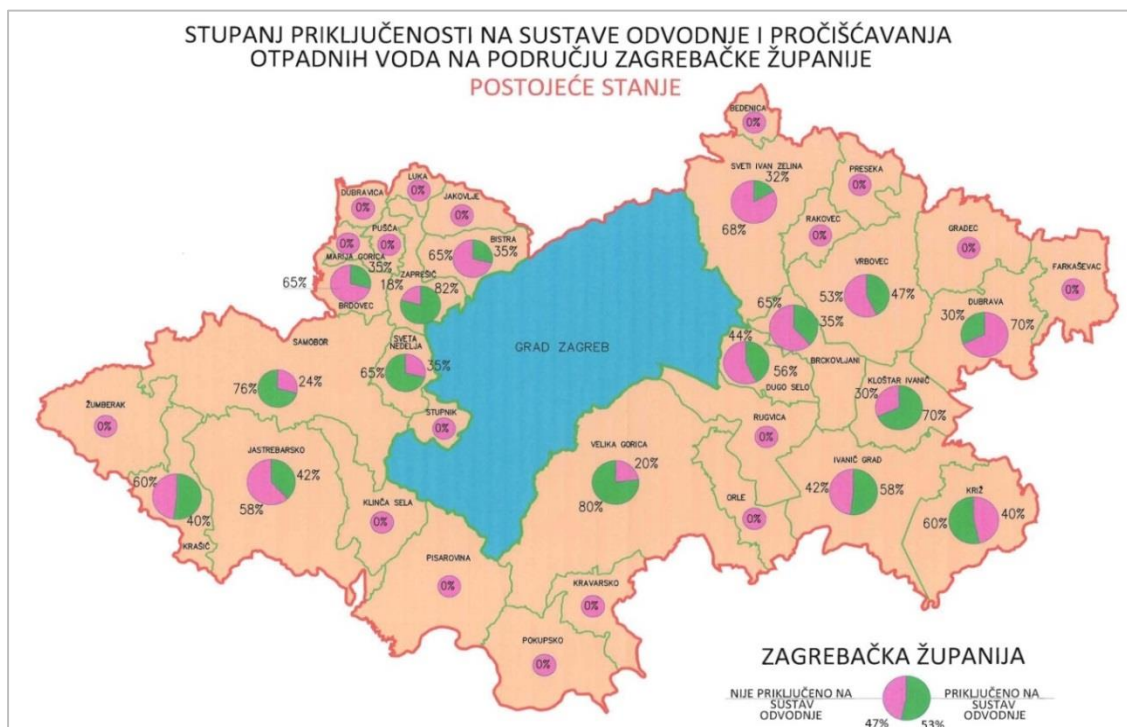 STUPANJ PRIKLJUČENOSTI NA SUSTAVE ODVODNJE I PROČIŠĆAVANJA
OTPADNIH VODA NA PODRUČJU ZAGREBAČKE ŽUPANIJE
POSTOJEĆE STANJE
BEDENICA
0%
SVETI IVAN ZELINA
32%
68%
PRESEKA
0%
RAKOVEC
0%
GRADEC
0%
FARKAŠEVAC
0%
LUKA
0%
DUBRAVICA
0%
JAKOVLJE
0%
PUŠĆA
0%
0%
MARIJA GORICA
BISTRA
65%
35%
35%
65%
BRDOVEC
ZAPREŠIĆ
18%
82%
VRBOVEC
53%
47%
DUBRAVA
30%
70%
65%
35%
BRCKOVLJANI
44%
56%
DUGO SELO
GRAD ZAGREB
SAMOBOR
76%
24%
SVETA
NEDELJA
65%
35%
STUPNIK
0%
KLOŠTAR IVANIĆ
30%
70%
ŽUMBERAK
0%
RUGVICA
0%
JASTREBARSKO
42%
58%
VELIKA GORICA
20%
80%
IVANIĆ GRAD
42%
58%
60%
40%
KRAŠIĆ
KLINČA SELA
0%
ORLE
0%
KRIŽ
60%
40%
PISAROVINA
0%
KRAVARSKO
0%
POKUPSKO
0%
ZAGREBAČKA ŽUPANIJA
NIJE PRIKLJUČENO NA
SUSTAV
ODVODNJE
PRIKLJUČENO NA
SUSTAV
ODVODNJE
47%
53%